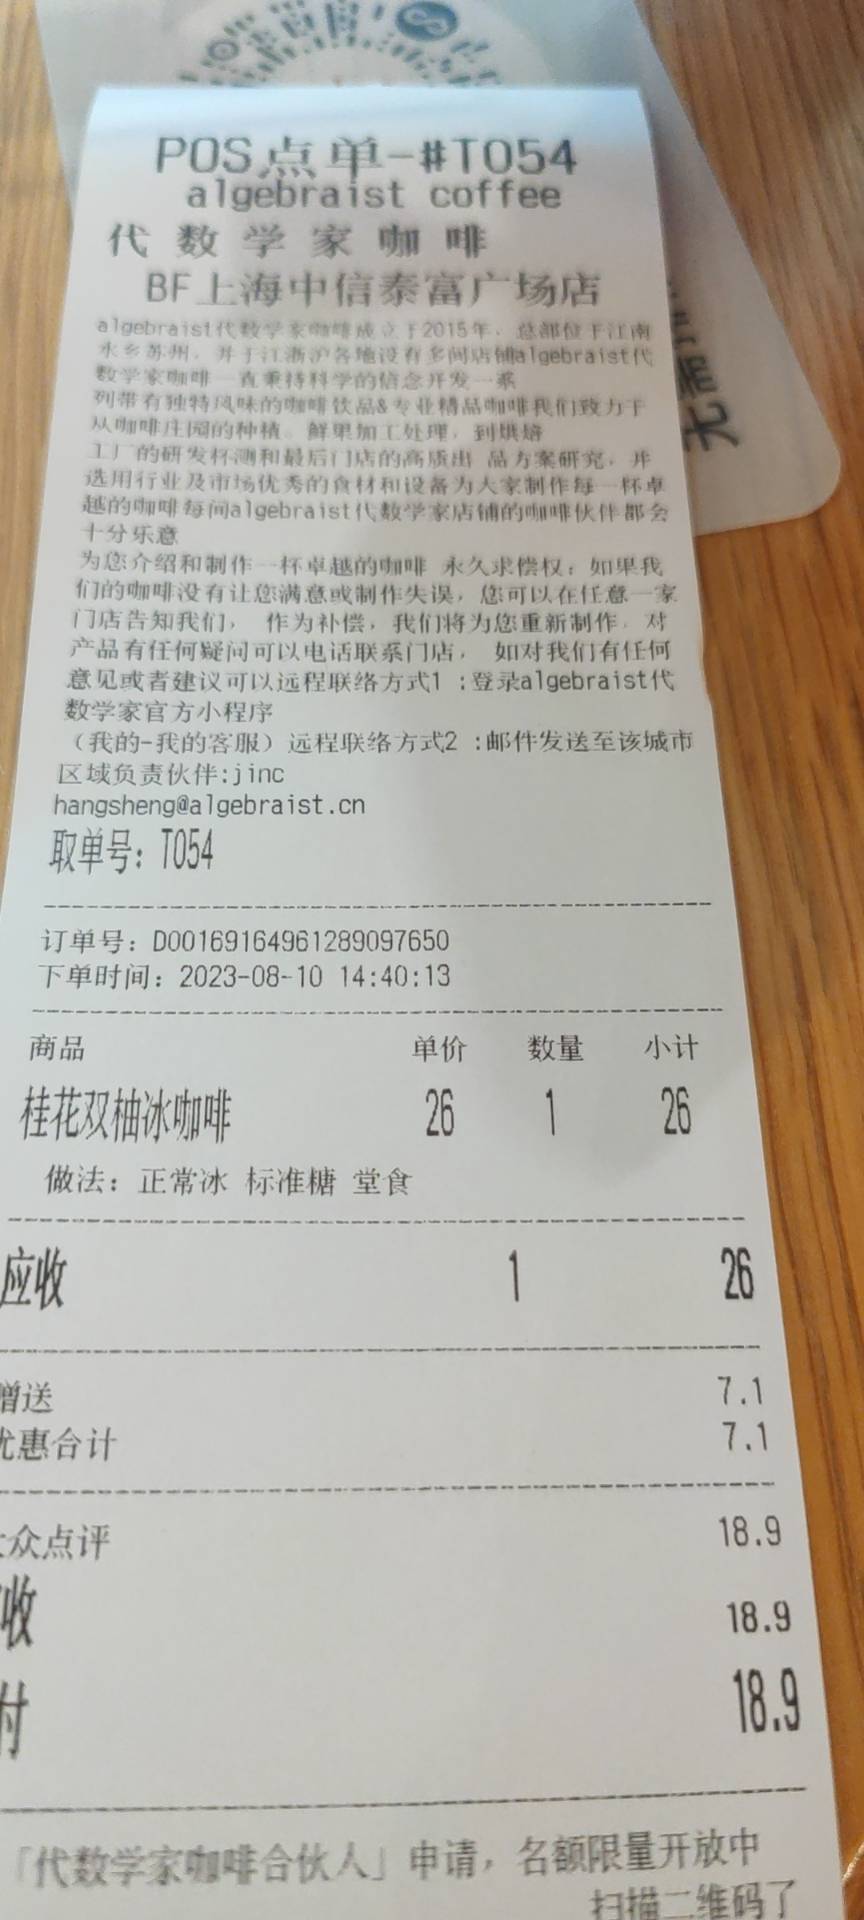 POS点单-#T054
algebraist coffee
代数学家咖啡
BF上海中信泰富广场店
algebraist代数学家咖啡成立于2015年，总部位于江南
水乡苏州，并于江浙沪各地设有多间店铺algebraist代
数学家咖啡一直秉持科学的信念开发一系
列带有独特风味的咖啡饮品&专业精品咖啡我们致力于
从咖啡庄园的种植。鲜果加工处理，到烘焙
工厂的研发杯测和最后门店的高质出 品方案研究，并
选用行业及市场优秀的食材和设备为大家制作每一杯卓
越的咖啡每间algebraist代数学家店铺的咖啡伙伴都会
十分乐意
为您介绍和制作一杯卓越的咖啡 永久求偿权：如果我
们的咖啡没有让您满意或制作失误，您可以在任意一家
门店告知我们， 作为补偿，我们将为您重新制作，对
产品有任何疑问可以电话联系门店， 如对我们有任何
意见或者建议可以远程联络方式1 :登录algebraist代
数学家官方小程序
（我的-我的客服）远程联络方式2 :邮件发送至该城市
区域负责伙伴:jinc
hangsheng@algebraist.cn
取单号：T054
订单号：D00169164961289097650
下单时间：2023-08-10 14:40:13
商品 单价 数量 小计
桂花双柚冰咖啡 26 1 26
做法：正常冰 标准糖 堂食
应收 1 26
赠送 7.1
优惠合计 7.1
大众点评 18.9
收 18.9
付 18.9
「代数学家咖啡合伙人」申请，名额限量开放中
扫描二维码了
无需